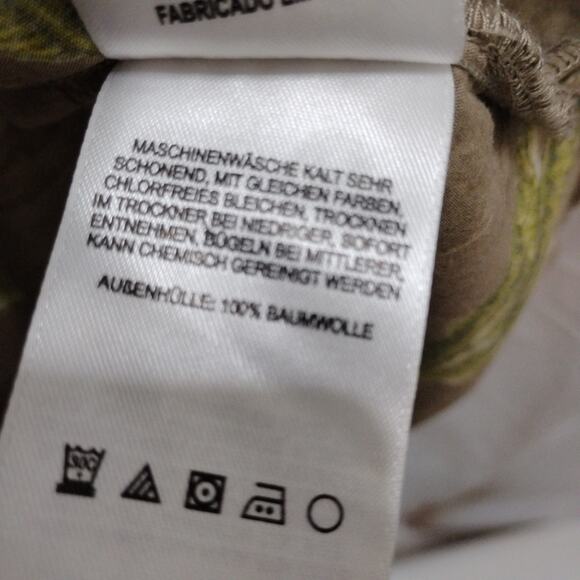 FABRICADO
MASCHINENWÄSCHE KALT SEHR
SCHONEND, MIT GLEICHEN FARBEN,
CHLORFREIES BLEICHEN, TROCKNEN
IM TROCKNER BEI NIEDRIGER, SOFORT
ENTNEHMEN, BÜGELN BEI MITTLERER,
KANN CHEMISCH GEREINIGT WERDEN
AUßENHÜLLE: 100% BAUMWOLLE
30C